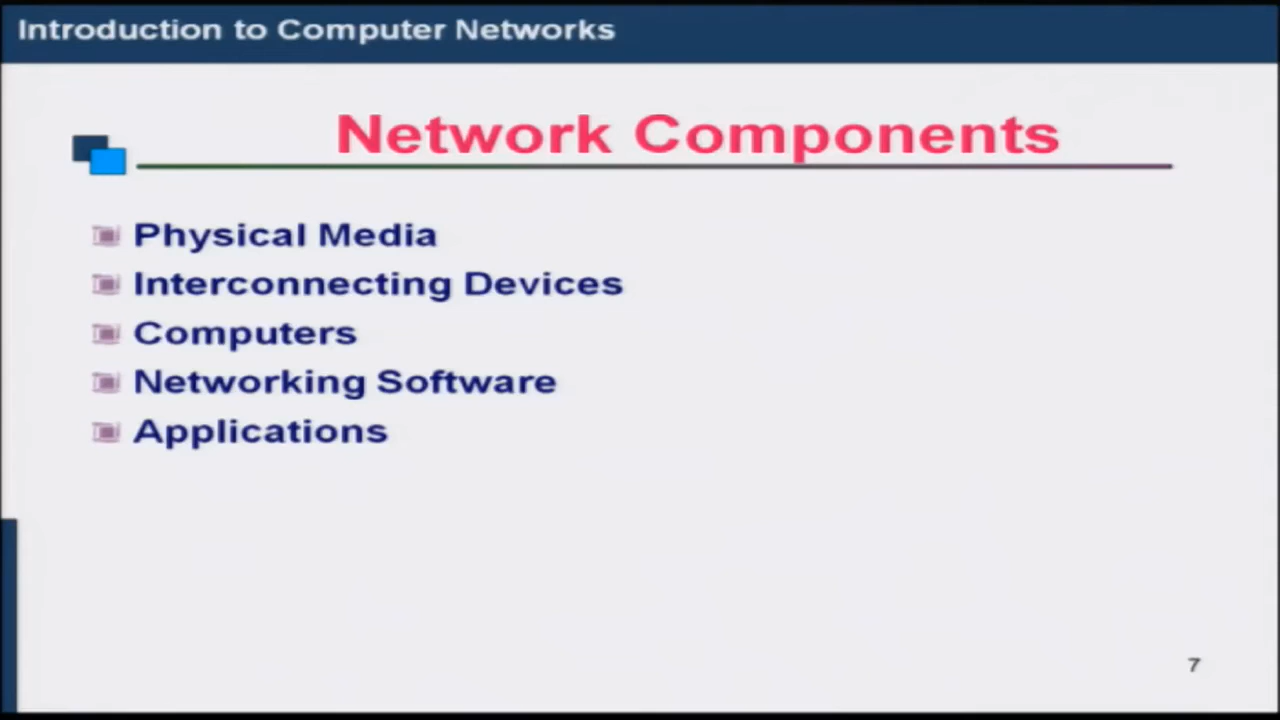 Introduction to Computer Networks
Network Components
Physical Media
Interconnecting Devices
Computers
Networking Software
Applications
7